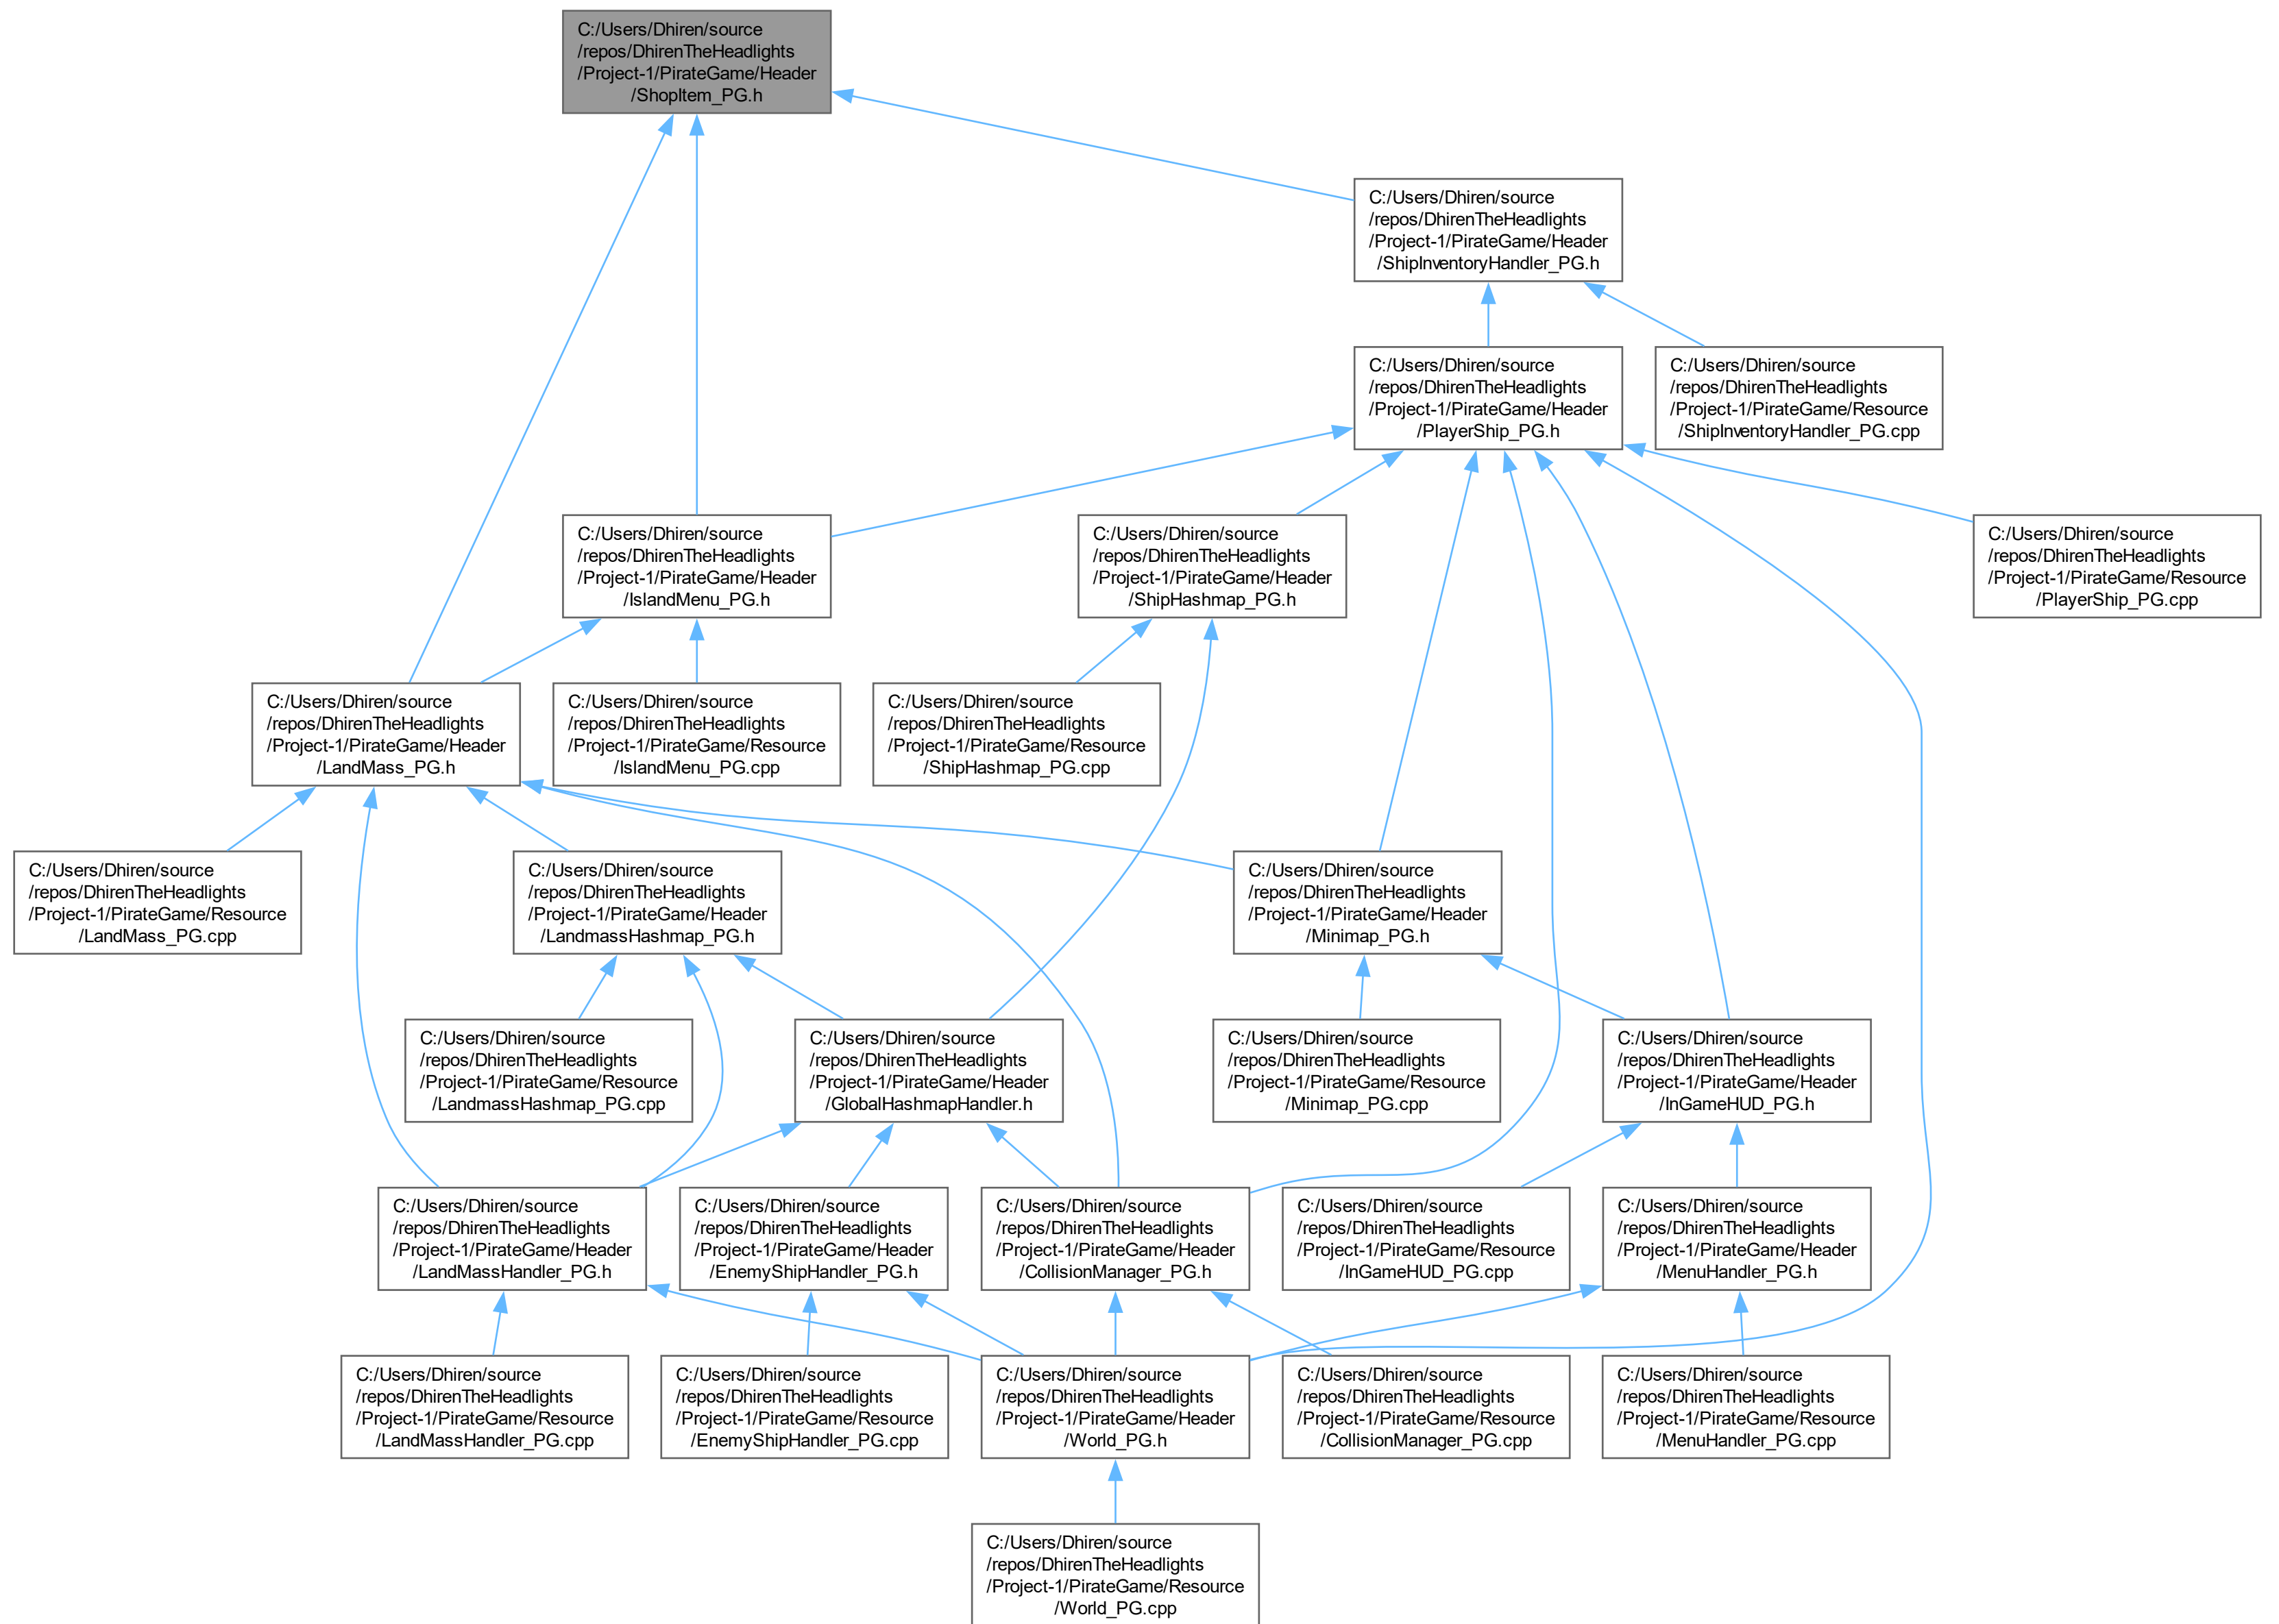 C:/Users/Dhiren/source
/repos/DhirenTheHeadlights
/Project-1/PirateGame/Header
/ShopItem_PG.h
C:/Users/Dhiren/source
/repos/DhirenTheHeadlights
/Project-1/PirateGame/Header
/ShipInventoryHandler_PG.h
C:/Users/Dhiren/source
/repos/DhirenTheHeadlights
/Project-1/PirateGame/Header
/PlayerShip_PG.h
C:/Users/Dhiren/source
/repos/DhirenTheHeadlights
/Project-1/PirateGame/Resource
/ShipInventoryHandler_PG.cpp
C:/Users/Dhiren/source
/repos/DhirenTheHeadlights
/Project-1/PirateGame/Header
/IslandMenu_PG.h
C:/Users/Dhiren/source
/repos/DhirenTheHeadlights
/Project-1/PirateGame/Header
/ShipHashmap_PG.h
C:/Users/Dhiren/source
/repos/DhirenTheHeadlights
/Project-1/PirateGame/Resource
/PlayerShip_PG.cpp
C:/Users/Dhiren/source
/repos/DhirenTheHeadlights
/Project-1/PirateGame/Header
/LandMass_PG.h
C:/Users/Dhiren/source
/repos/DhirenTheHeadlights
/Project-1/PirateGame/Resource
/IslandMenu_PG.cpp
C:/Users/Dhiren/source
/repos/DhirenTheHeadlights
/Project-1/PirateGame/Resource
/ShipHashmap_PG.cpp
C:/Users/Dhiren/source
/repos/DhirenTheHeadlights
/Project-1/PirateGame/Resource
/LandMass_PG.cpp
C:/Users/Dhiren/source
/repos/DhirenTheHeadlights
/Project-1/PirateGame/Header
/LandmassHashmap_PG.h
C:/Users/Dhiren/source
/repos/DhirenTheHeadlights
/Project-1/PirateGame/Header
/Minimap_PG.h
C:/Users/Dhiren/source
/repos/DhirenTheHeadlights
/Project-1/PirateGame/Resource
/LandmassHashmap_PG.cpp
C:/Users/Dhiren/source
/repos/DhirenTheHeadlights
/Project-1/PirateGame/Header
/GlobalHashmapHandler.h
C:/Users/Dhiren/source
/repos/DhirenTheHeadlights
/Project-1/PirateGame/Resource
/Minimap_PG.cpp
C:/Users/Dhiren/source
/repos/DhirenTheHeadlights
/Project-1/PirateGame/Header
/InGameHUD_PG.h
C:/Users/Dhiren/source
/repos/DhirenTheHeadlights
/Project-1/PirateGame/Header
/LandMassHandler_PG.h
C:/Users/Dhiren/source
/repos/DhirenTheHeadlights
/Project-1/PirateGame/Header
/EnemyShipHandler_PG.h
C:/Users/Dhiren/source
/repos/DhirenTheHeadlights
/Project-1/PirateGame/Header
/CollisionManager_PG.h
C:/Users/Dhiren/source
/repos/DhirenTheHeadlights
/Project-1/PirateGame/Resource
/InGameHUD_PG.cpp
C:/Users/Dhiren/source
/repos/DhirenTheHeadlights
/Project-1/PirateGame/Header
/MenuHandler_PG.h
C:/Users/Dhiren/source
/repos/DhirenTheHeadlights
/Project-1/PirateGame/Resource
/LandMassHandler_PG.cpp
C:/Users/Dhiren/source
/repos/DhirenTheHeadlights
/Project-1/PirateGame/Resource
/EnemyShipHandler_PG.cpp
C:/Users/Dhiren/source
/repos/DhirenTheHeadlights
/Project-1/PirateGame/Header
/World_PG.h
C:/Users/Dhiren/source
/repos/DhirenTheHeadlights
/Project-1/PirateGame/Resource
/CollisionManager_PG.cpp
C:/Users/Dhiren/source
/repos/DhirenTheHeadlights
/Project-1/PirateGame/Resource
/MenuHandler_PG.cpp
C:/Users/Dhiren/source
/repos/DhirenTheHeadlights
/Project-1/PirateGame/Resource
/World_PG.cpp